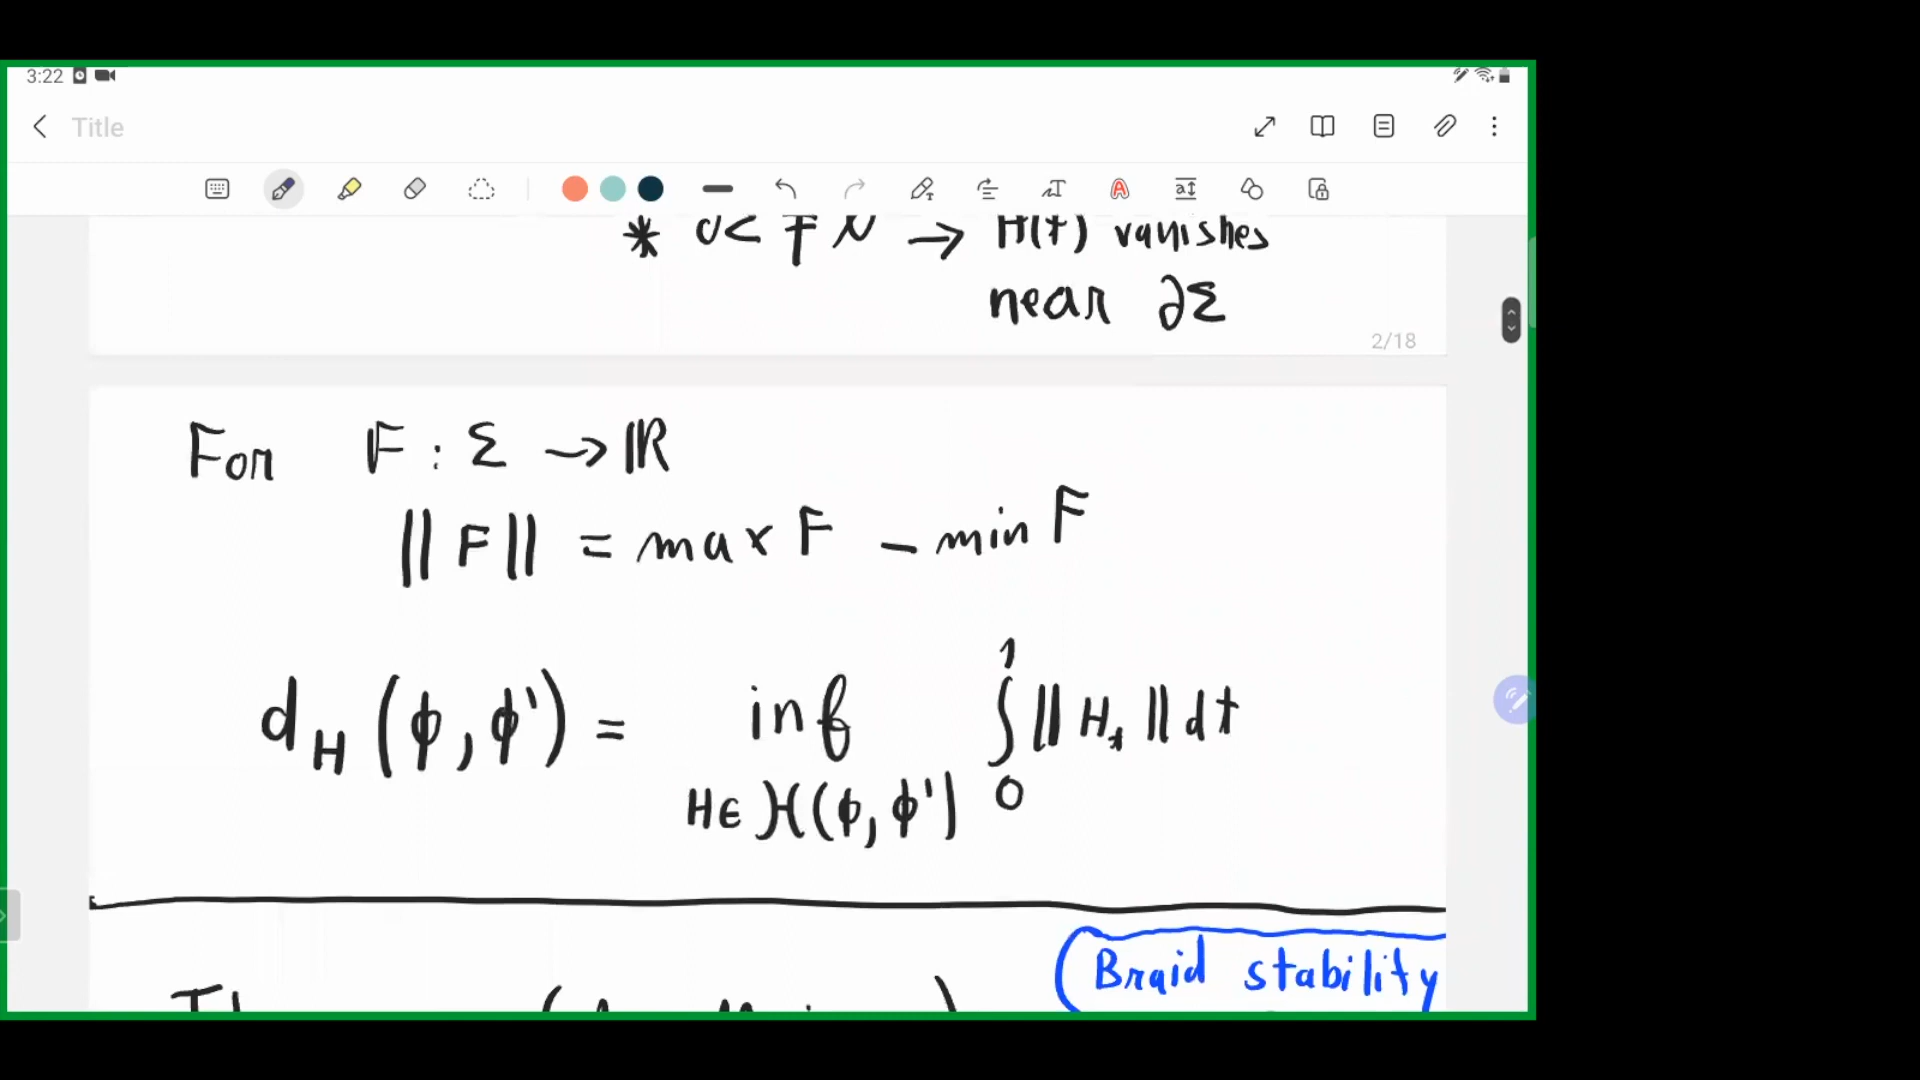 3:22
Title
vanishes
near ∂Σ
2/18
For F : Σ → ℝ
||F|| = max F - min F
d_H (φ, φ') = inf ∫₀¹ || H_t || dt
H ∈ ℋ(φ, φ')
Braid stability